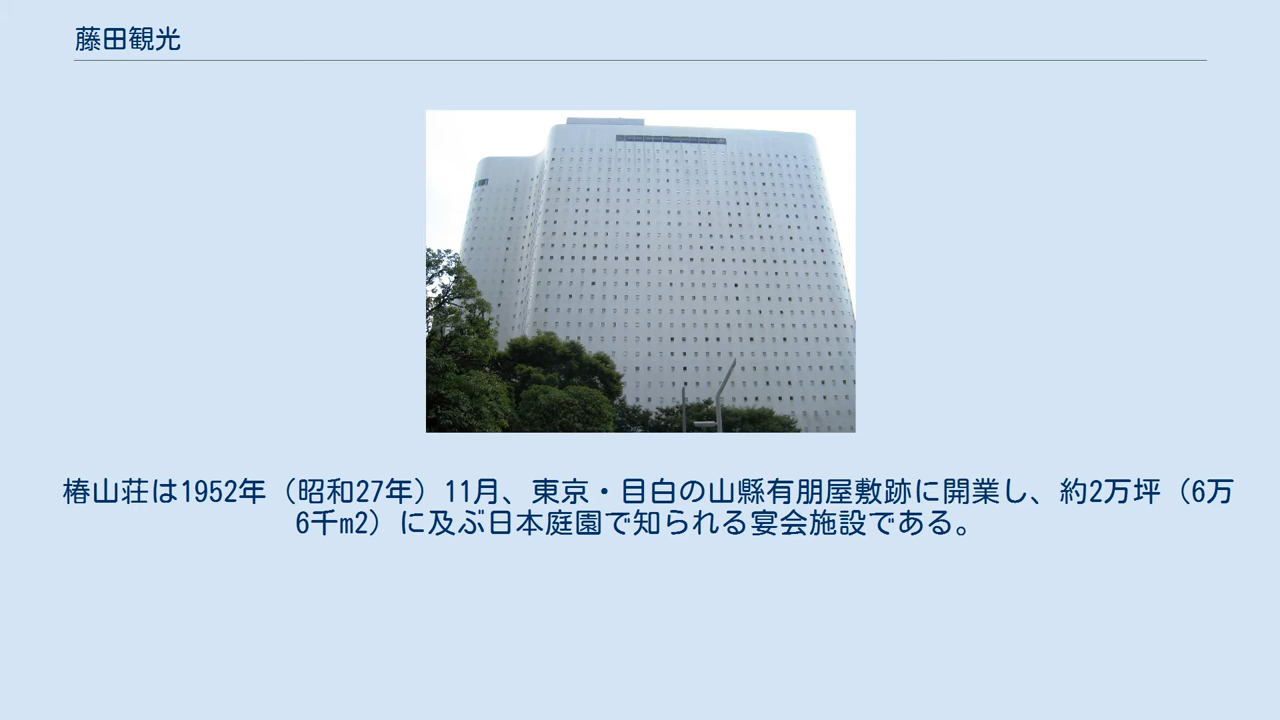 藤田観光
椿山荘は1952年（昭和27年）11月、東京・目白の山縣有朋屋敷跡に開業し、約2万坪（6万
6千m2）に及ぶ日本庭園で知られる宴会施設である。